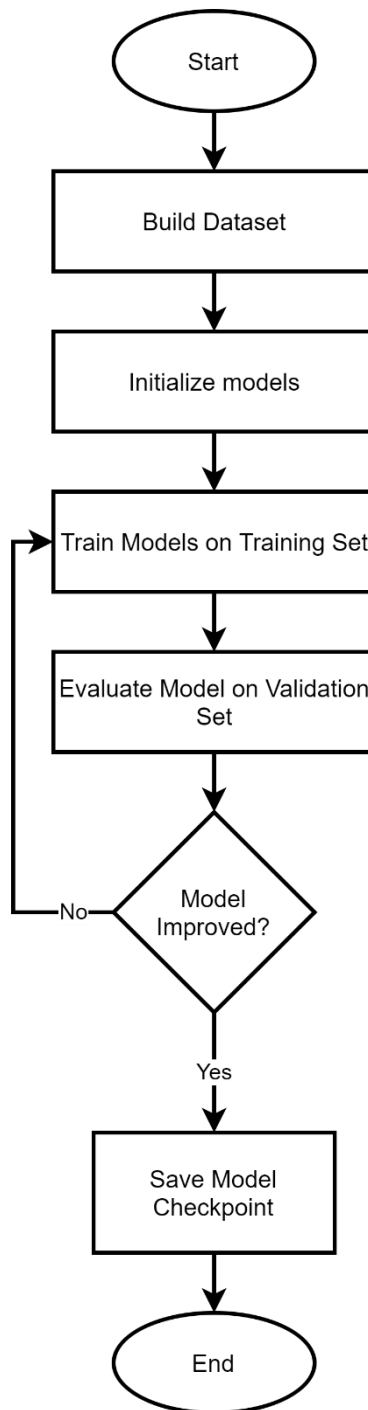 Start
Build Dataset
Initialize models
Train Models on Training Set
Evaluate Model on Validation
Set
Model
Improved?
No
Yes
Save Model
Checkpoint
End